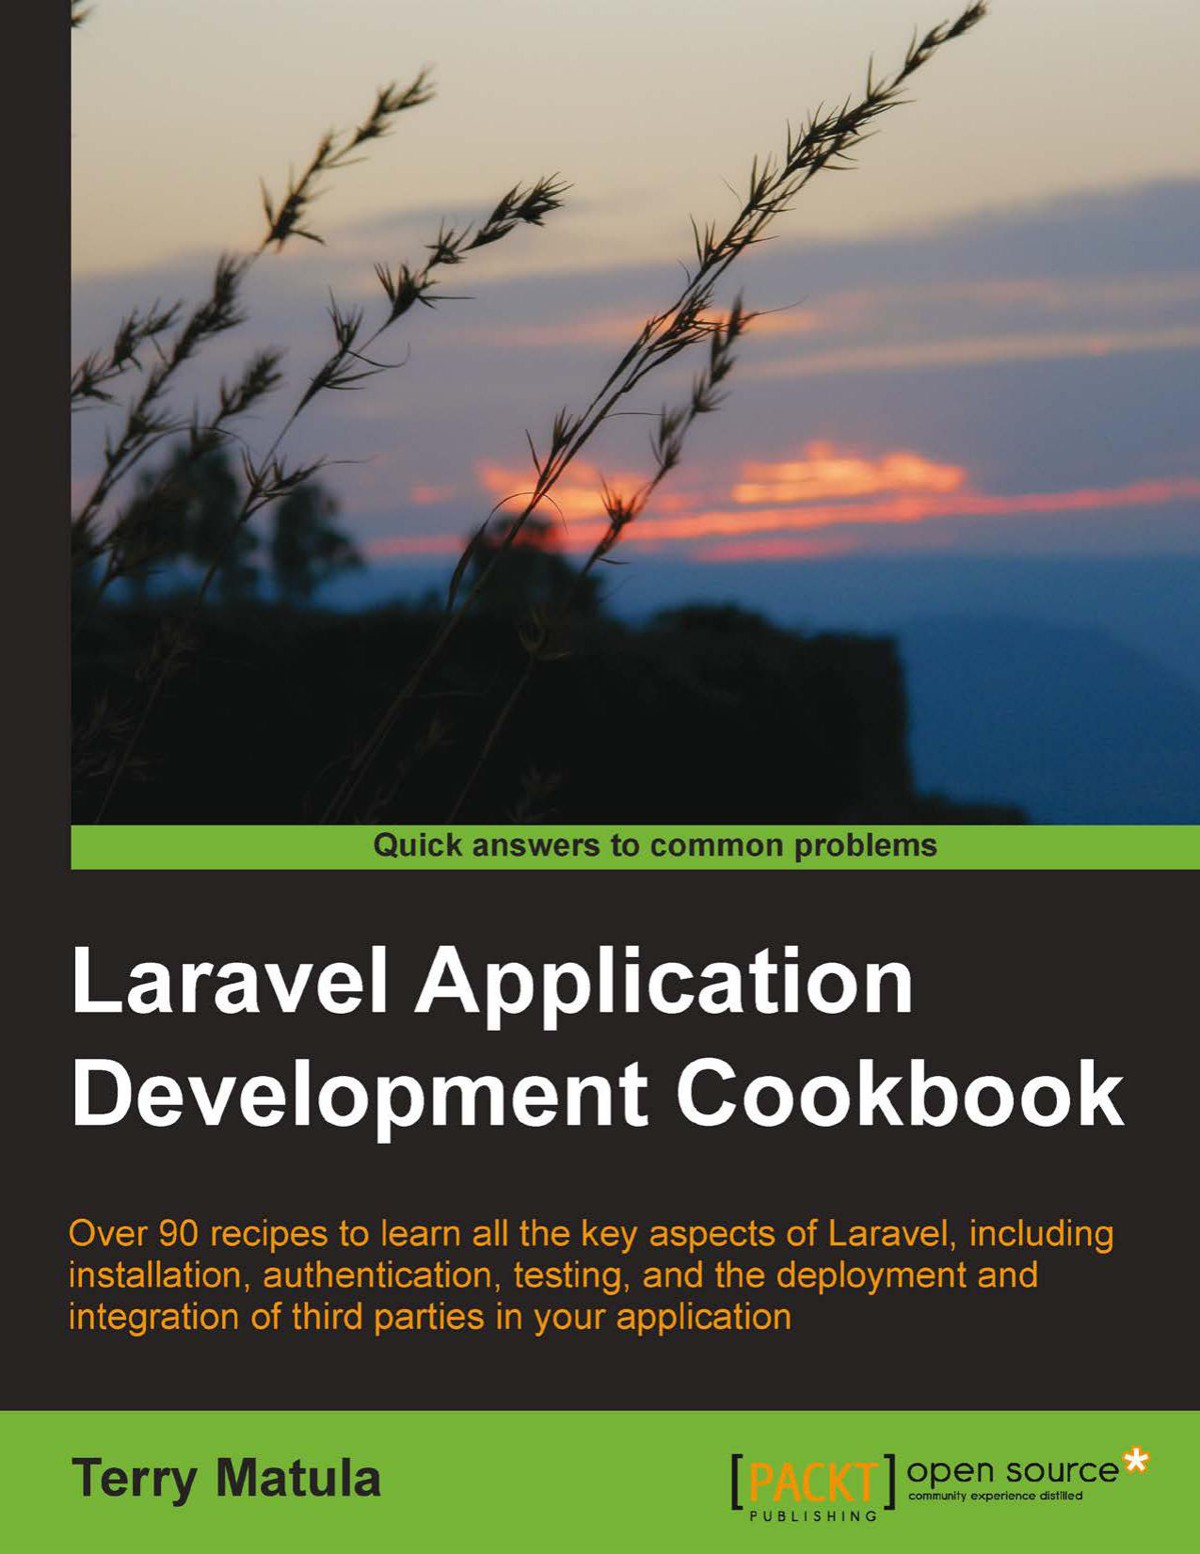 Quick answers to common problems
Laravel Application
Development Cookbook
Over 90 recipes to learn all the key aspects of Laravel, including
installation, authentication, testing, and the deployment and
integration of third parties in your application
Terry Matula
[PACKT] open source*
PUBLISHING community experience distilled